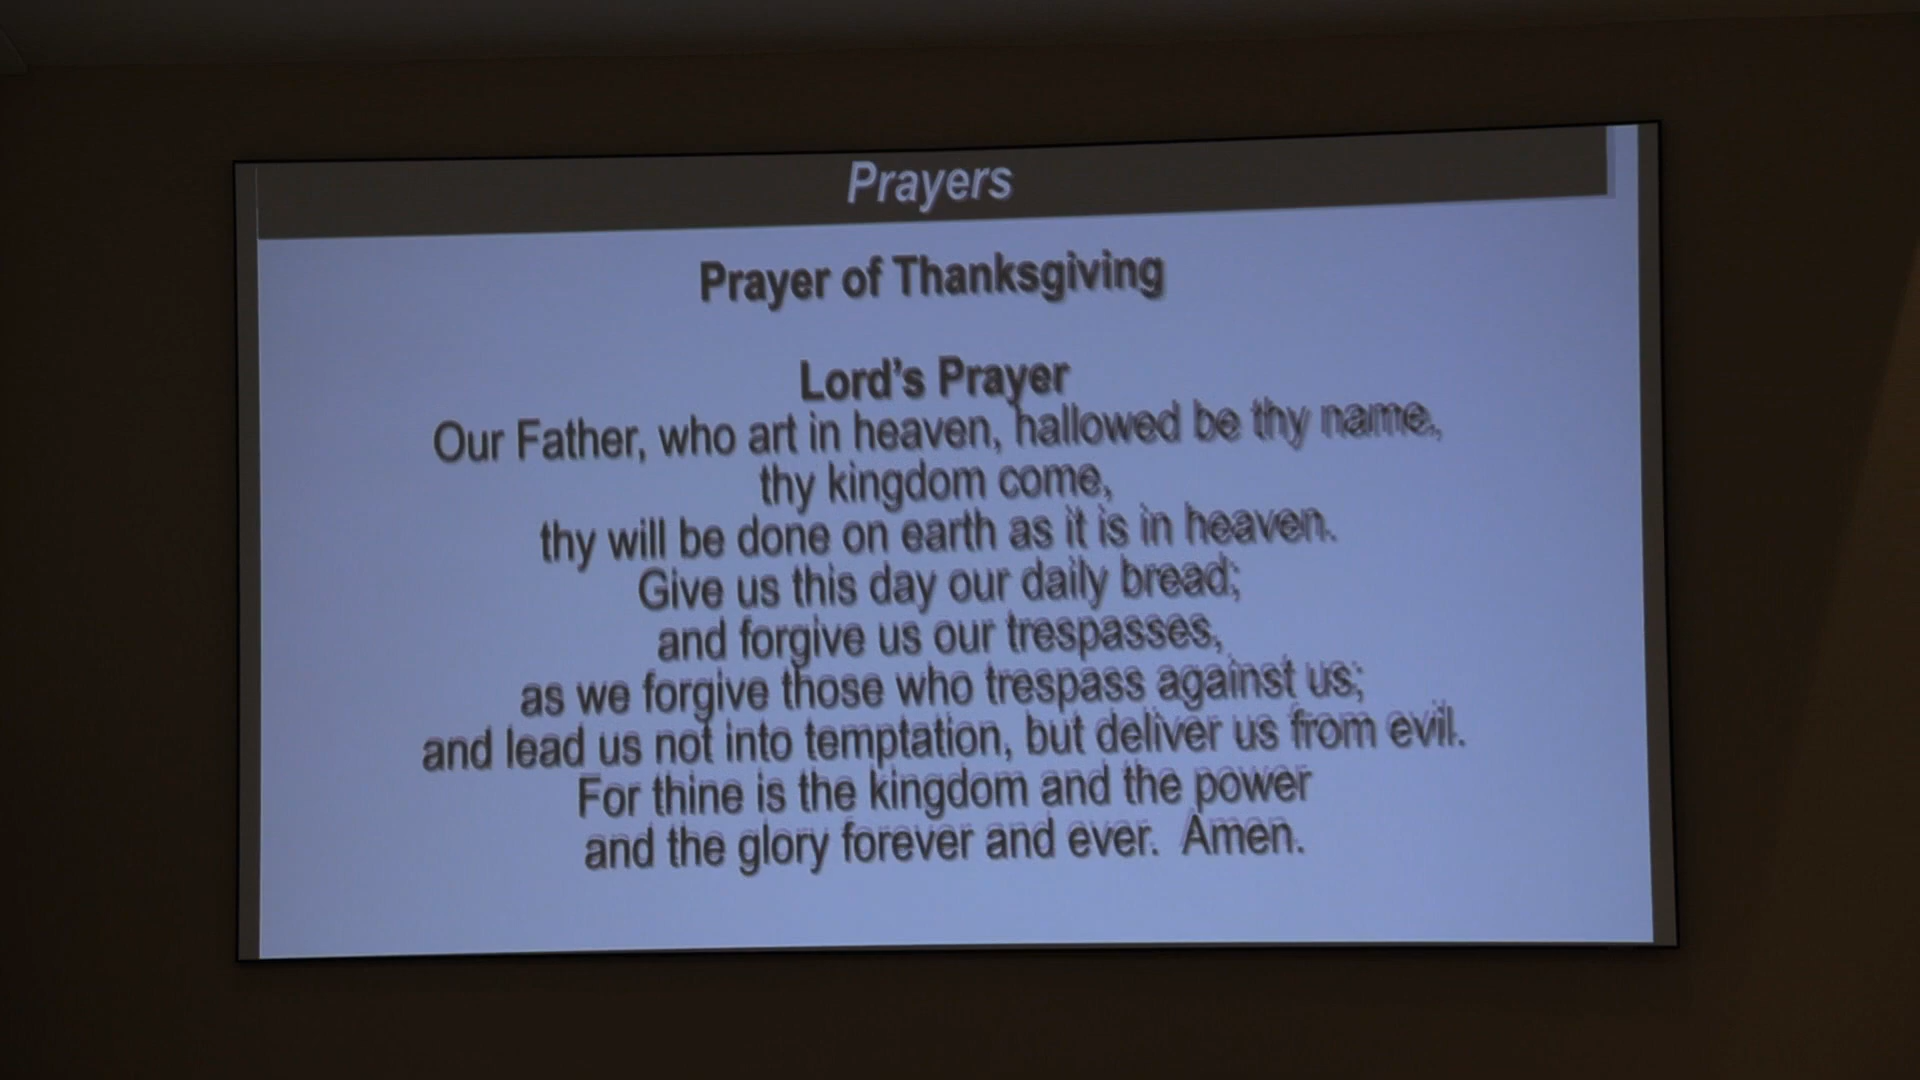 Prayers
Prayer of Thanksgiving
Lord's Prayer
Our Father, who art in heaven, hallowed be thy name,
thy kingdom come,
thy will be done on earth as it is in heaven.
Give us this day our daily bread;
and forgive us our trespasses,
as we forgive those who trespass against us;
and lead us not into temptation, but deliver us from evil.
For thine is the kingdom and the power
and the glory forever and ever.  Amen.